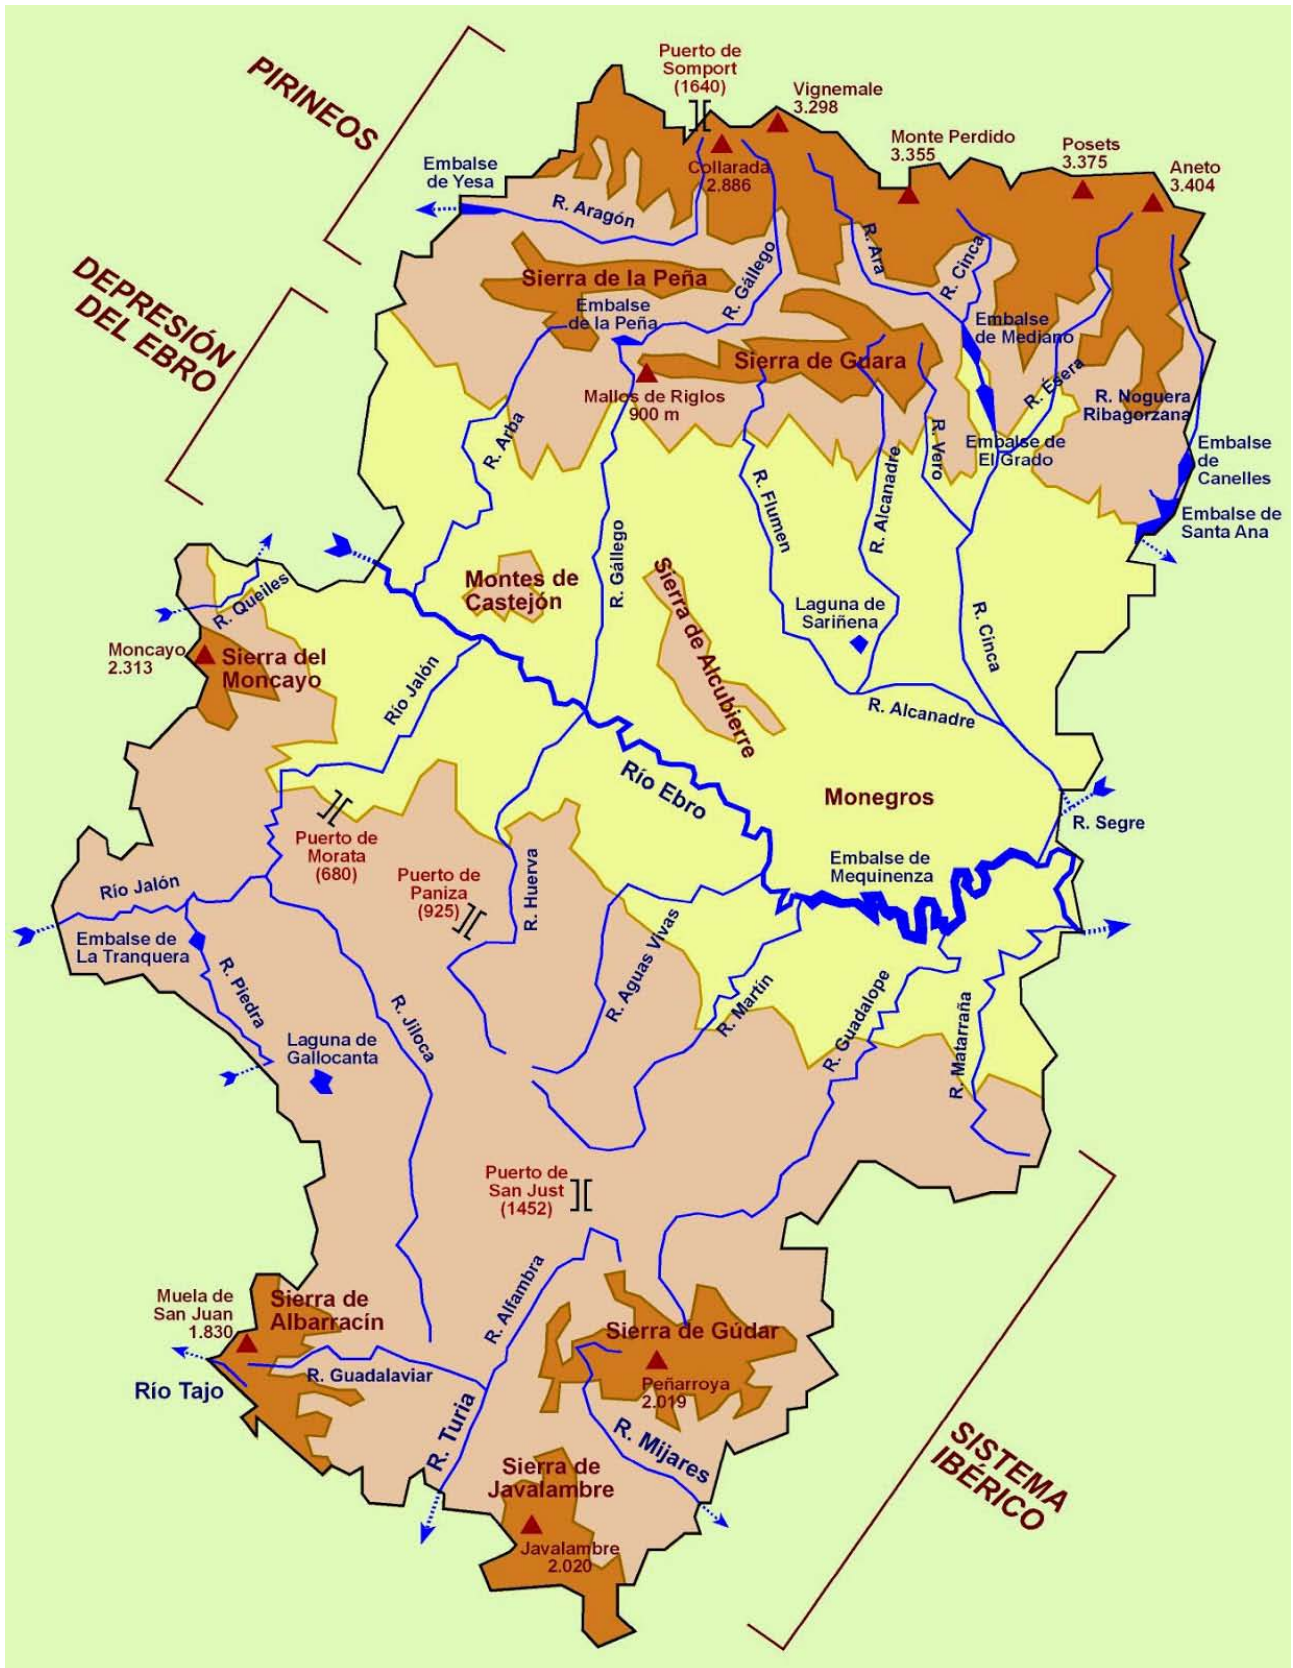 PIRINEOS
Puerto de
Somport
(1640)
Vignemale
3.298
Monte Perdido
3.355
Posets
3.375
Aneto
3.404
Collarada
2.886
Embalse
de Yesa
R. Aragón
R. Gállego
R. Ara
R. Cinca
DEPRESIÓN
DEL EBRO
Sierra de la Peña
Embalse
de la Peña
Embalse
de Mediano
Sierra de Guara
Mallos de Riglos
900 m
R. Ésera
R. Noguera
Ribagorzana
R. Arba
R. Vero
Embalse de
El Grado
Embalse
de
Canelles
R. Flumen
R. Alcanadre
Embalse de
Santa Ana
R. Gállego
R. Queiles
Montes de
Castejón
Sierra de Alcubierre
Laguna de
Sariñena
R. Cinca
Moncayo
2.313
Sierra del
Moncayo
Río Jalón
R. Alcanadre
Río Ebro
Monegros
R. Segre
Puerto de
Morata
(680)
Puerto de
Paniza
(925)
R. Huerva
Embalse de
Mequinenza
Río Jalón
Embalse de
La Tranquera
R. Piedra
R. Aguas Vivas
R. Martín
R. Guadalope
R. Matarraña
R. Jiloca
Laguna de
Gallocanta
Puerto de
San Just
(1452)
Muela de
San Juan
1.830
Sierra de
Albarracín
R. Alfambra
Sierra de Gúdar
R. Guadalaviar
Río Tajo
Peñarroya
2.019
R. Turia
R. Mijares
SISTEMA
IBÉRICO
Sierra de
Javalambre
Javalambre
2.020